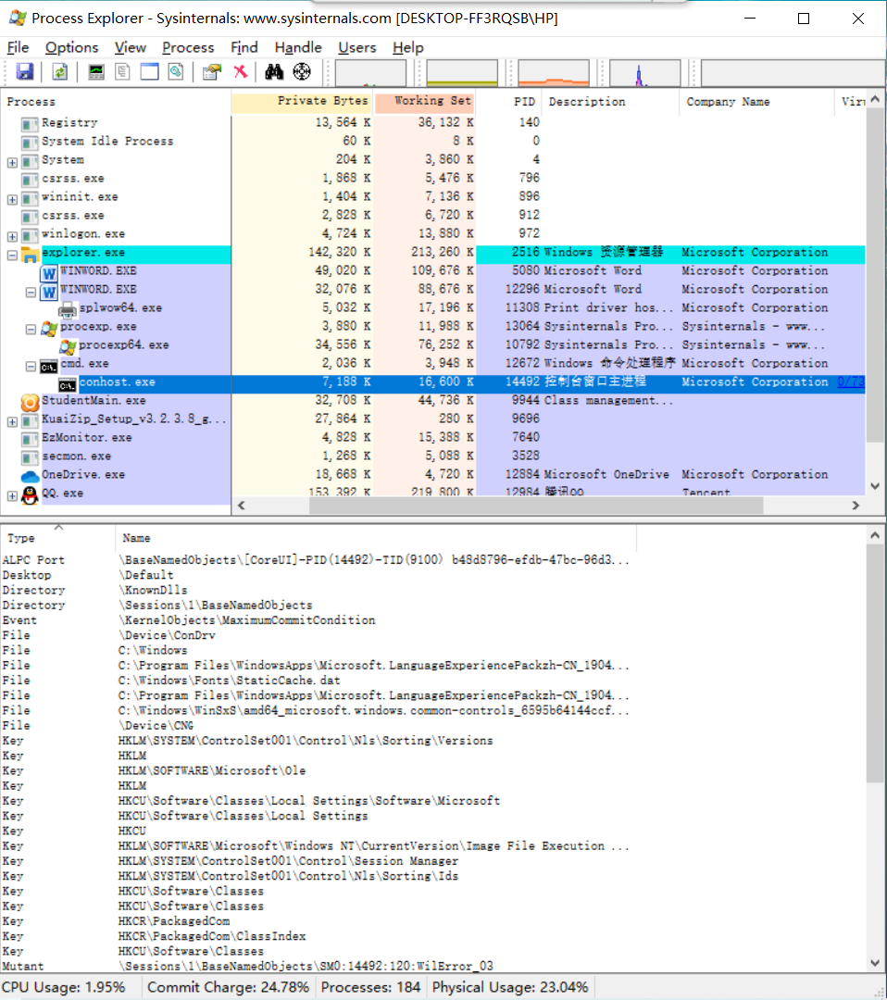 Process Explorer - Sysinternals: www.sysinternals.com [DESKTOP-FF3RQSB\HP]
File Options View Process Find Handle Users Help
Process Private Bytes Working Set PID Description Company Name Viru
Registry 13,564 K 36,132 K 140
System Idle Process 60 K 8 K 0
System 204 K 3,860 K 4
csrss.exe 1,868 K 5,476 K 796
wininit.exe 1,404 K 7,136 K 896
csrss.exe 2,828 K 6,720 K 912
winlogon.exe 4,724 K 13,880 K 972
explorer.exe 142,320 K 213,260 K 2516 Windows 资源管理器 Microsoft Corporation
WINWORD.EXE 49,020 K 109,676 K 5080 Microsoft Word Microsoft Corporation
WINWORD.EXE 32,076 K 88,676 K 12296 Microsoft Word Microsoft Corporation
splwow64.exe 5,032 K 17,196 K 11308 Print driver hos... Microsoft Corporation
procexp.exe 3,880 K 11,988 K 13064 Sysinternals Pro... Sysinternals - www...
procexp64.exe 34,556 K 76,252 K 10792 Sysinternals Pro... Sysinternals - www...
cmd.exe 2,036 K 3,948 K 12672 Windows 命令处理程序 Microsoft Corporation
conhost.exe 7,188 K 16,600 K 14492 控制台窗口主进程 Microsoft Corporation 0/73
StudentMain.exe 32,708 K 44,736 K 9944 Class management...
KuaiZip_Setup_v3.2.3.8_g... 27,864 K 280 K 9696
EzMonitor.exe 4,828 K 15,388 K 7640
secmon.exe 1,268 K 5,088 K 3528
OneDrive.exe 18,668 K 4,720 K 12884 Microsoft OneDrive Microsoft Corporation
QQ.exe 153,392 K 219,800 K 12984 腾讯QQ Tencent
Type Name
ALPC Port \BaseNamedObjects\[CoreUI]-PID(14492)-TID(9100) b48d8796-efdb-47bc-96d3...
Desktop \Default
Directory \KnownDlls
Directory \Sessions\1\BaseNamedObjects
Event \KernelObjects\MaximumCommitCondition
File \Device\ConDrv
File C:\Windows
File C:\Program Files\WindowsApps\Microsoft.LanguageExperiencePackzh-CN_1904...
File C:\Windows\Fonts\StaticCache.dat
File C:\Program Files\WindowsApps\Microsoft.LanguageExperiencePackzh-CN_1904...
File C:\Windows\WinSxS\amd64_microsoft.windows.common-controls_6595b64144ccf...
File \Device\CNG
Key HKLM\SYSTEM\ControlSet001\Control\Nls\Sorting\Versions
Key HKLM
Key HKLM\SOFTWARE\Microsoft\Ole
Key HKLM
Key HKCU\Software\Classes\Local Settings\Software\Microsoft
Key HKCU\Software\Classes\Local Settings
Key HKCU
Key HKLM\SOFTWARE\Microsoft\Windows NT\CurrentVersion\Image File Execution ...
Key HKLM\SYSTEM\ControlSet001\Control\Session Manager
Key HKLM\SYSTEM\ControlSet001\Control\Nls\Sorting\Ids
Key HKCU\Software\Classes
Key HKCU\Software\Classes
Key HKCR\PackagedCom
Key HKCR\PackagedCom\ClassIndex
Key HKCU\Software\Classes
Mutant \Sessions\1\BaseNamedObjects\SM0:14492:120:WilError_03
CPU Usage: 1.95% Commit Charge: 24.78% Processes: 184 Physical Usage: 23.04%